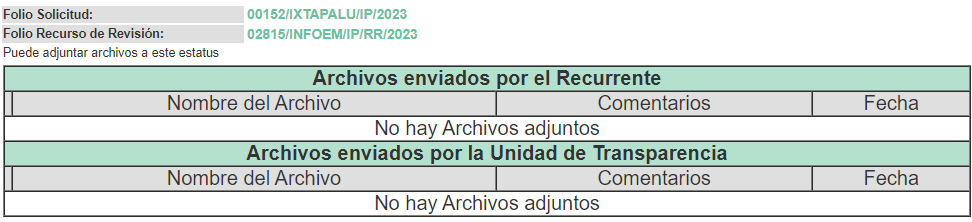 Folio Solicitud: 00152/IXTAPALU/IP/2023
Folio Recurso de Revisión: 02815/INFOEM/IP/RR/2023
Puede adjuntar archivos a este estatus
Archivos enviados por el Recurrente
Nombre del Archivo Comentarios Fecha
No hay Archivos adjuntos
Archivos enviados por la Unidad de Transparencia
Nombre del Archivo Comentarios Fecha
No hay Archivos adjuntos